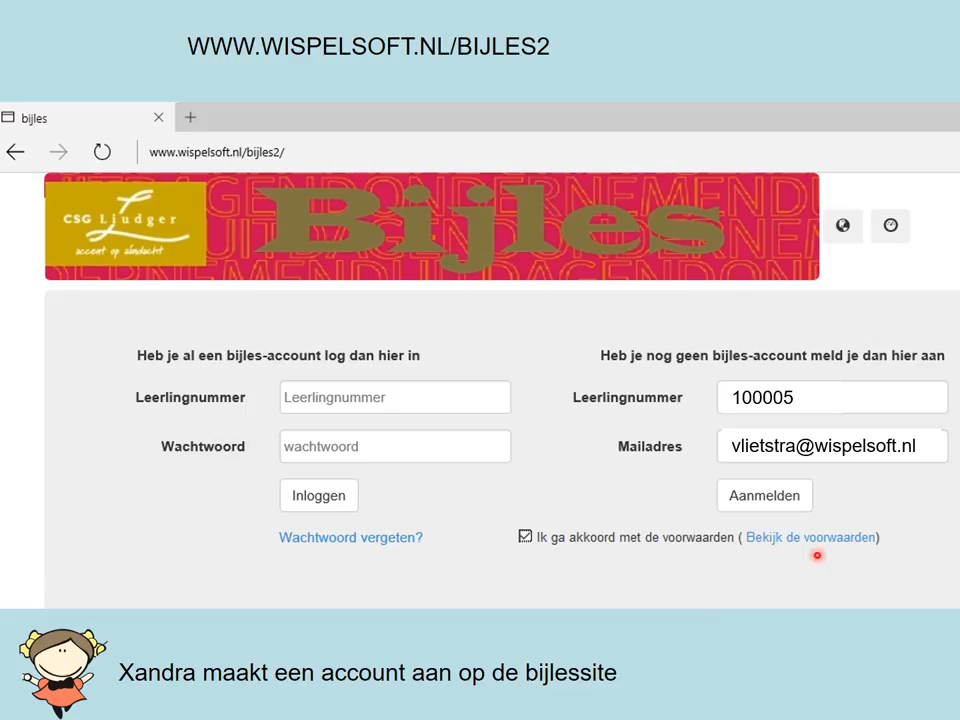 WWW.WISPELSOFT.NL/BIJLES2
bijles
www.wispelsoft.nl/bijles2/
CSG Liudger
accent op aandacht
Bijles
Heb je al een bijles-account log dan hier in
Leerlingnummer Leerlingnummer
Wachtwoord wachtwoord
Inloggen
Wachtwoord vergeten?
Heb je nog geen bijles-account meld je dan hier aan
Leerlingnummer 100005
Mailadres vlietstra@wispelsoft.nl
Aanmelden
Ik ga akkoord met de voorwaarden ( Bekijk de voorwaarden)
Xandra maakt een account aan op de bijlessite